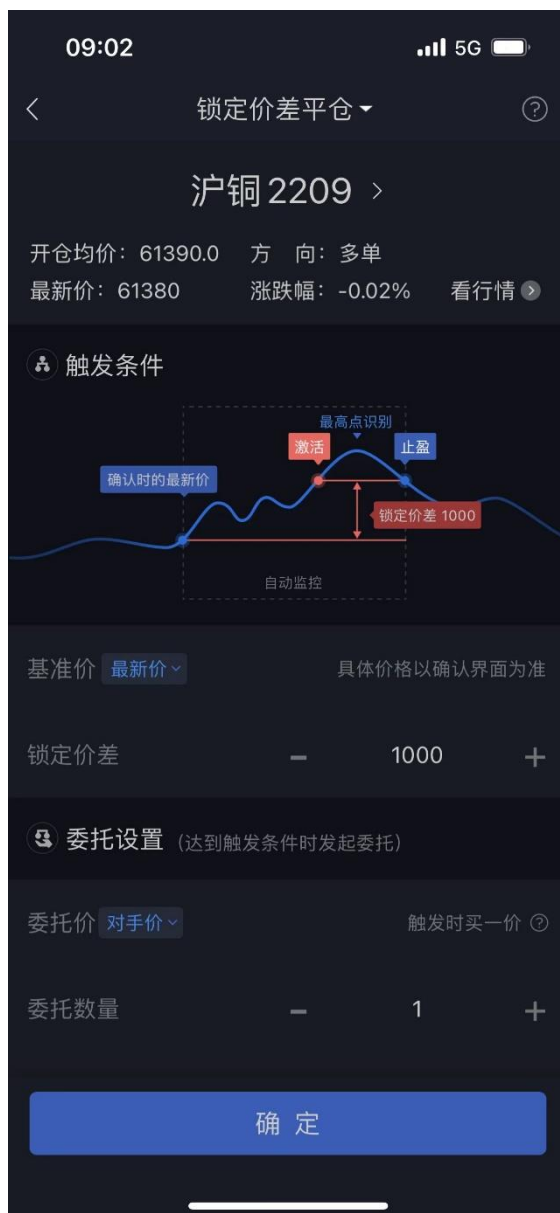 09:02 5G
锁定价差平仓
沪铜2209
开仓均价：61390.0 方 向：多单
最新价：61380 涨跌幅：-0.02% 看行情
触发条件
最高点识别
激活 止盈
确认时的最新价
锁定价差 1000
自动监控
基准价 最新价 具体价格以确认界面为准
锁定价差 - 1000 +
委托设置（达到触发条件时发起委托）
委托价 对手价 触发时买一价 ?
委托数量 - 1 +
确 定